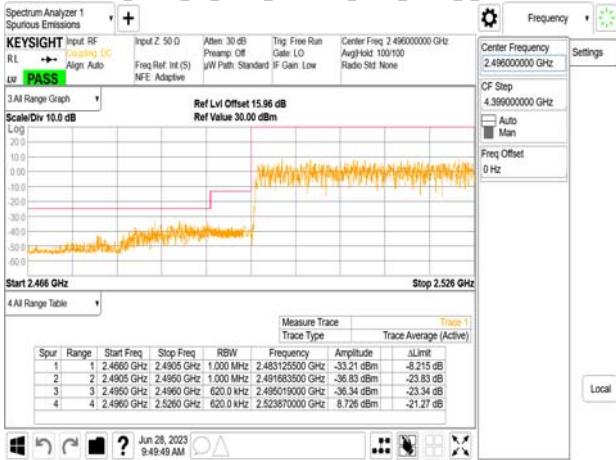 Spectrum Analyzer 1
Spurious Emissions
Frequency
KEYSIGHT Input: RF Input Z: 50 Ω Atten: 30 dB Trig: Free Run Center Freq: 2.496000000 GHz
RL Coupling: DC Preamp: Off Gate: LO Avg|Hold: 100/100
Align: Auto Freq Ref: Int (S) µW Path: Standard IF Gain: Low Radio Std: None
NFE: Adaptive
LW PASS
Center Frequency
2.496000000 GHz
Settings
CF Step
4.399000000 GHz
Auto
Man
Freq Offset
0 Hz
3 All Range Graph
Ref Lvl Offset 15.96 dB
Scale/Div 10.0 dB Ref Value 30.00 dBm
Log
20.0
10.0
0.00
-10.0
-20.0
-30.0
-40.0
-50.0
-60.0
Start 2.466 GHz Stop 2.526 GHz
4 All Range Table
Measure Trace Trace 1
Trace Type Trace Average (Active)
Spur Range Start Freq Stop Freq RBW Frequency Amplitude ΔLimit
1 1 2.4660 GHz 2.4905 GHz 1.000 MHz 2.483125500 GHz -33.21 dBm -8.215 dB
2 2 2.4905 GHz 2.4950 GHz 1.000 MHz 2.491683500 GHz -36.83 dBm -23.83 dB
3 3 2.4950 GHz 2.4960 GHz 620.0 kHz 2.495019000 GHz -36.34 dBm -23.34 dB
4 4 2.4960 GHz 2.5260 GHz 620.0 kHz 2.523870000 GHz 8.726 dBm -21.27 dB
Local
Jun 28, 2023
9:49:49 AM